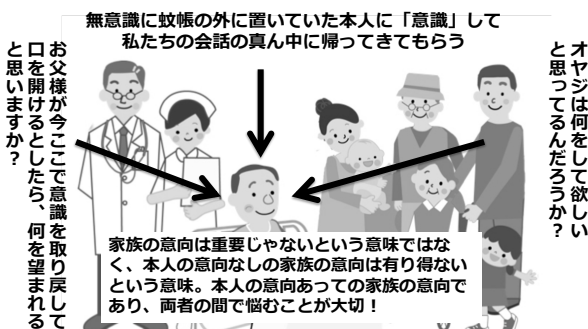 無意識に蚊帳の外に置いていた本人に「意識」して
私たちの会話の真ん中に帰ってきてもらう
オヤジは何をして欲しい
と思ってるんだろうか？
お父様が今ここで意識を取り戻して
口を開けるとしたら、何を望まれる
と思いますか？
家族の意向は重要じゃないという意味ではな
く、本人の意向なしの家族の意向は有り得ない
という意味。本人の意向あっての家族の意向で
あり、両者の間で悩むことが大切！